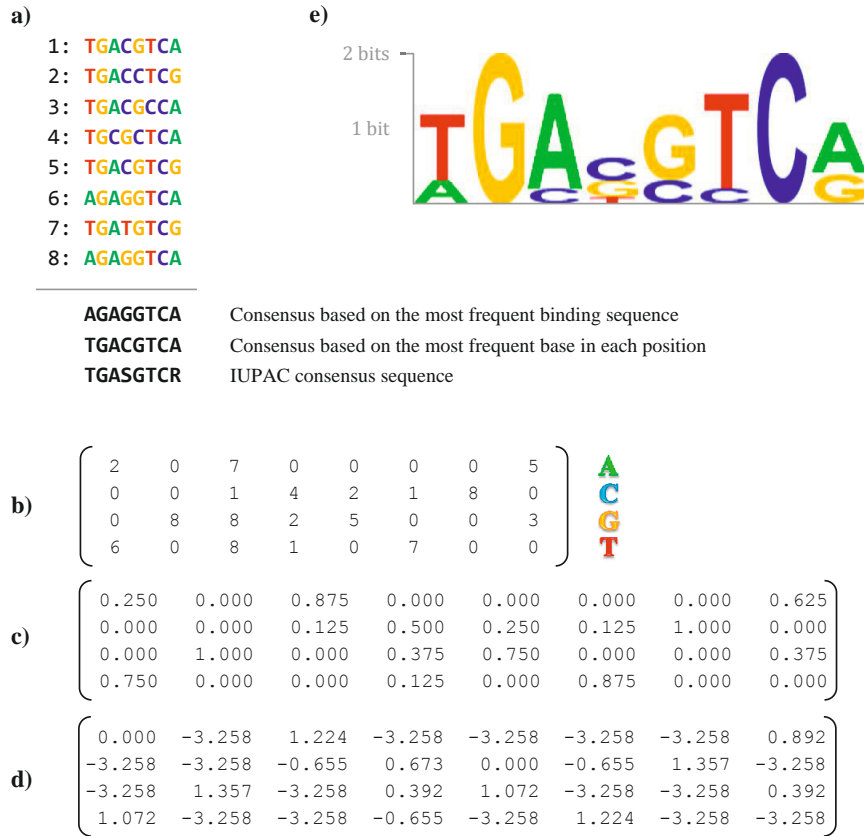 a)
1: TGACGTCA
2: TGACCTCG
3: TGACGCCA
4: TGCGCTCA
5: TGACGTCG
6: AGAGGTCA
7: TGATGTCG
8: AGAGGTCA
AGAGGTCA Consensus based on the most frequent binding sequence
TGACGTCA Consensus based on the most frequent base in each position
TGASGTCR IUPAC consensus sequence
e)
2 bits
1 bit
T G A C G T C A
A C G C C G
T
b)
2 0 7 0 0 0 0 5 A
0 0 1 4 2 1 8 0 C
0 8 8 2 5 0 0 3 G
6 0 8 1 0 7 0 0 T
c)
0.250 0.000 0.875 0.000 0.000 0.000 0.000 0.625
0.000 0.000 0.125 0.500 0.250 0.125 1.000 0.000
0.000 1.000 0.000 0.375 0.750 0.000 0.000 0.375
0.750 0.000 0.000 0.125 0.000 0.875 0.000 0.000
d)
0.000 -3.258 1.224 -3.258 -3.258 -3.258 -3.258 0.892
-3.258 -3.258 -0.655 0.673 0.000 -0.655 1.357 -3.258
-3.258 1.357 -3.258 0.392 1.072 -3.258 -3.258 0.392
1.072 -3.258 -3.258 -0.655 -3.258 1.224 -3.258 -3.258